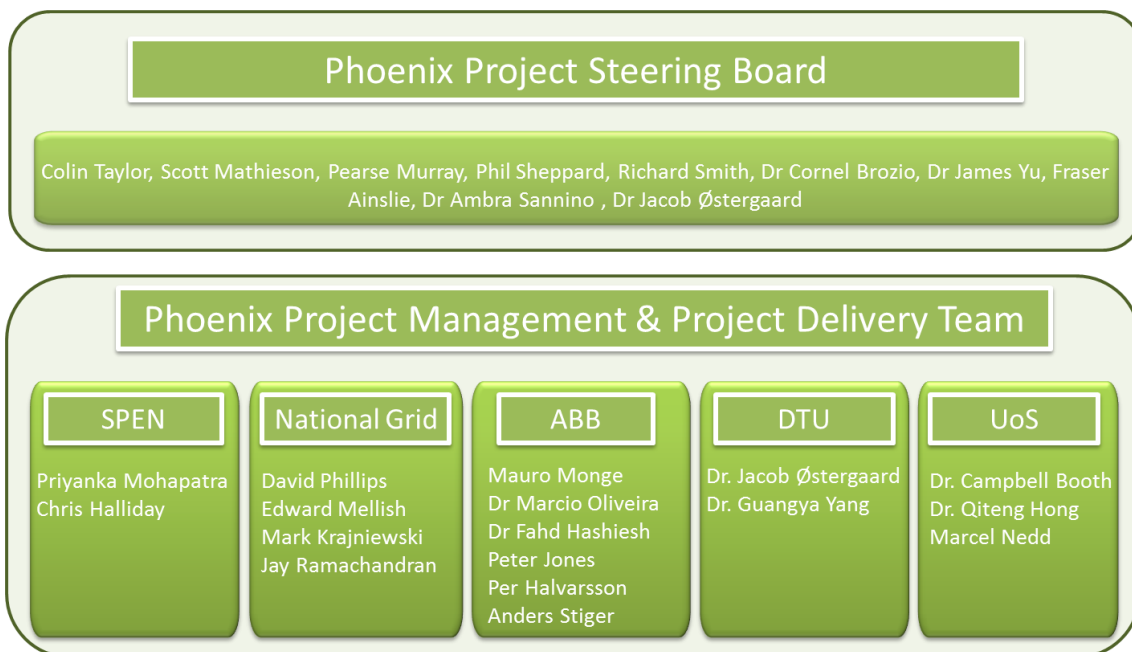 Phoenix Project Steering Board
Colin Taylor, Scott Mathieson, Pearse Murray, Phil Sheppard, Richard Smith, Dr Cornel Brozio, Dr James Yu, Fraser
Ainslie, Dr Ambra Sannino , Dr Jacob Østergaard
Phoenix Project Management & Project Delivery Team
SPEN
Priyanka Mohapatra
Chris Halliday
National Grid
David Phillips
Edward Mellish
Mark Krajniewski
Jay Ramachandran
ABB
Mauro Monge
Dr Marcio Oliveira
Dr Fahd Hashiesh
Peter Jones
Per Halvarsson
Anders Stiger
DTU
Dr. Jacob Østergaard
Dr. Guangya Yang
UoS
Dr. Campbell Booth
Dr. Qiteng Hong
Marcel Nedd